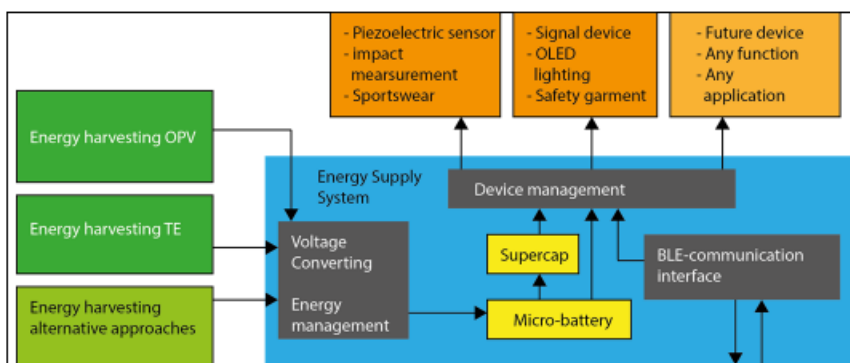 - Piezoelectric sensor
- impact
mearsurement
- Sportswear
- Signal device
- OLED
lighting
- Safety garment
- Future device
- Any function
- Any
application
Energy harvesting OPV
Energy Supply
System
Device management
Energy harvesting TE
Voltage
Converting
Supercap
BLE-communication
interface
Energy harvesting
alternative approaches
Energy
management
Micro-battery